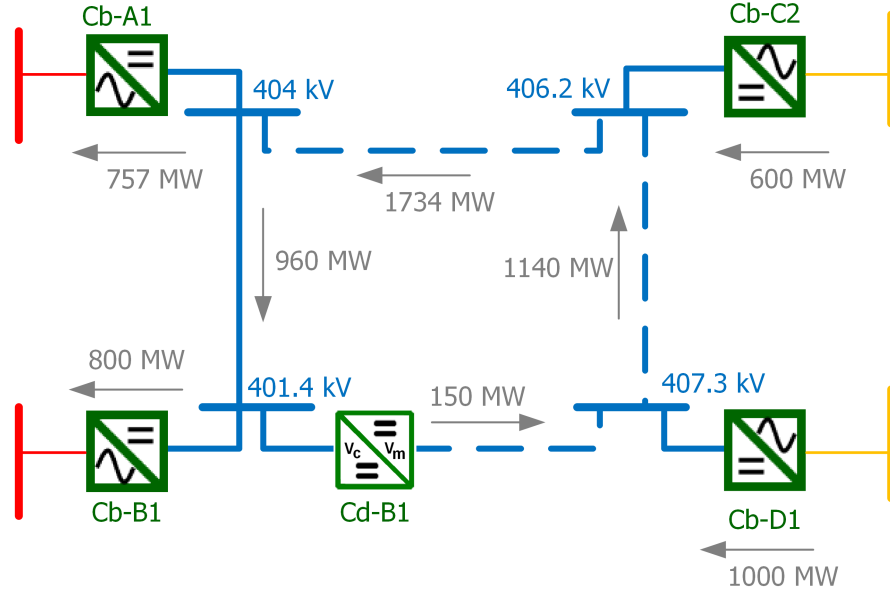 Cb-A1
Cb-C2
404 kV
406.2 kV
757 MW
1734 MW
600 MW
960 MW
1140 MW
800 MW
401.4 kV
150 MW
407.3 kV
Vc
Vm
Cb-B1
Cd-B1
Cb-D1
1000 MW